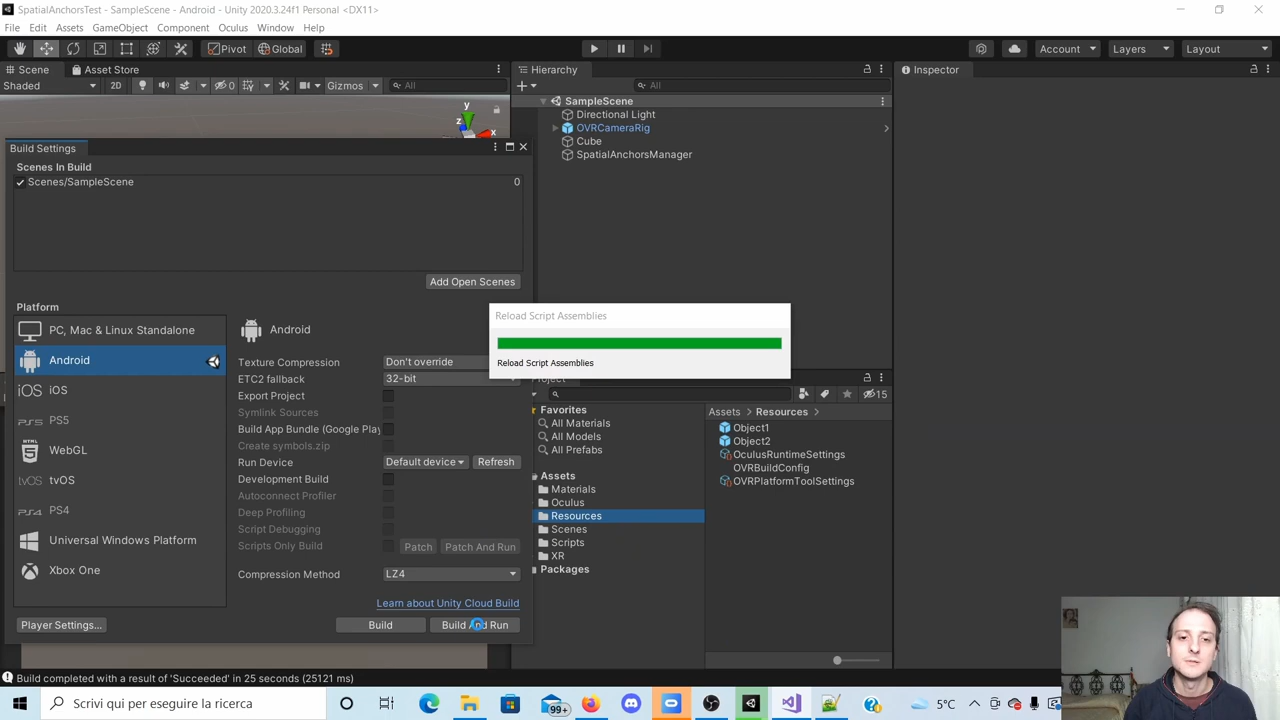 SpatialAnchorsTest - SampleScene - Android - Unity 2020.3.24f1 Personal <DX11>
File Edit Assets GameObject Component Oculus Window Help
Pivot Global Account Layers Layout
Scene Asset Store
Shaded 2D 0 Gizmos All
y
x
z
Hierarchy
All
SampleScene
Directional Light
OVRCameraRig
Cube
SpatialAnchorsManager
Inspector
Build Settings
Scenes In Build
Scenes/SampleScene 0
Add Open Scenes
Platform
PC, Mac & Linux Standalone
Android
iOS iOS
PS5
HTML
WebGL
tvOS tvOS
PS4
Universal Windows Platform
Xbox One
Android
Texture Compression Don't override
ETC2 fallback 32-bit
Export Project
Symlink Sources
Build App Bundle (Google Play
Create symbols.zip
Run Device Default device Refresh
Development Build
Autoconnect Profiler
Deep Profiling
Script Debugging
Scripts Only Build Patch Patch And Run
Compression Method LZ4
Learn about Unity Cloud Build
Player Settings... Build Build And Run
Reload Script Assemblies
Reload Script Assemblies
Project
15
Favorites
All Materials
All Models
All Prefabs
Assets
Materials
Oculus
Resources
Scenes
Scripts
XR
Packages
Assets > Resources >
Object1
Object2
OculusRuntimeSettings
OVRBuildConfig
OVRPlatformToolSettings
Build completed with a result of 'Succeeded' in 25 seconds (25121 ms)
Scrivi qui per eseguire la ricerca
99+
5°C